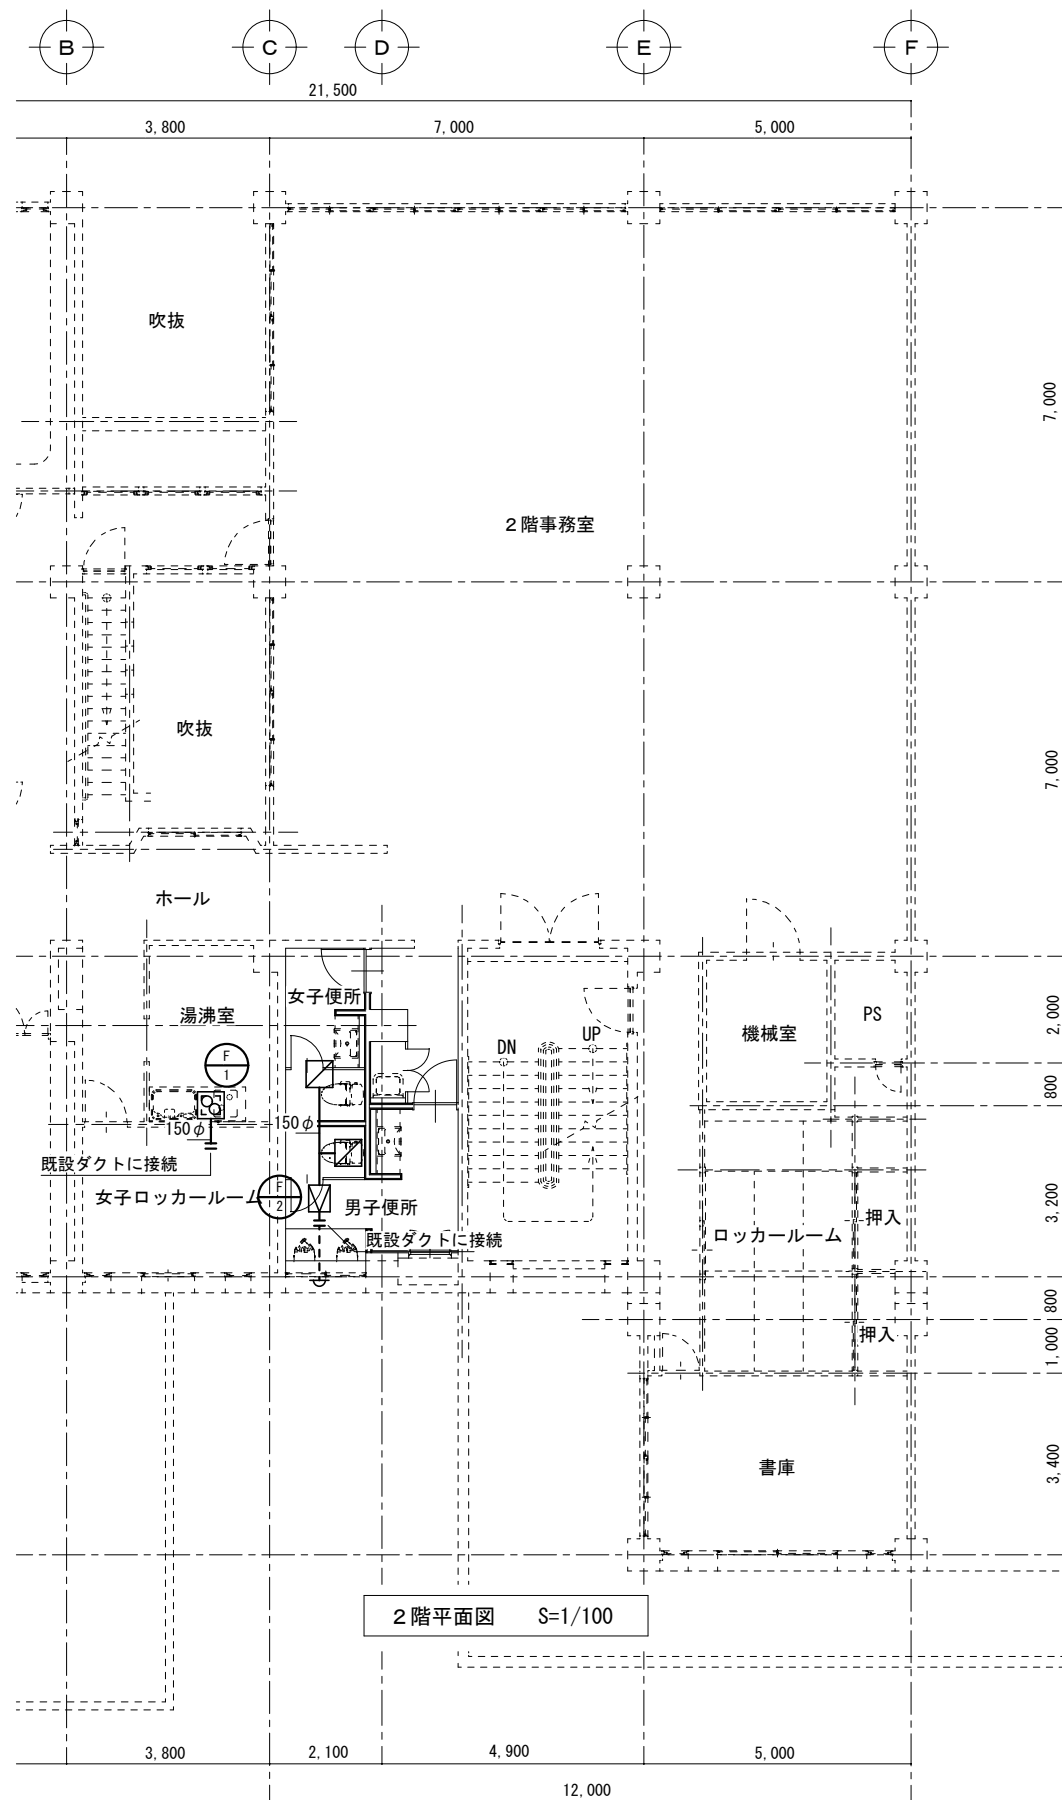 B C D E F
21,500
3,800 7,000 5,000
吹抜
7,000
２階事務室
吹抜
7,000
ホール
女子便所
湯沸室
DN UP
機械室
PS
2,000
F
1
800
150φ
150φ
既設ダクトに接続
女子ロッカールーム
F
2
男子便所
既設ダクトに接続
ロッカールーム
押入
3,200
押入
800
1,000
書庫
3,400
２階平面図 S=1/100
3,800 2,100 4,900 5,000
12,000